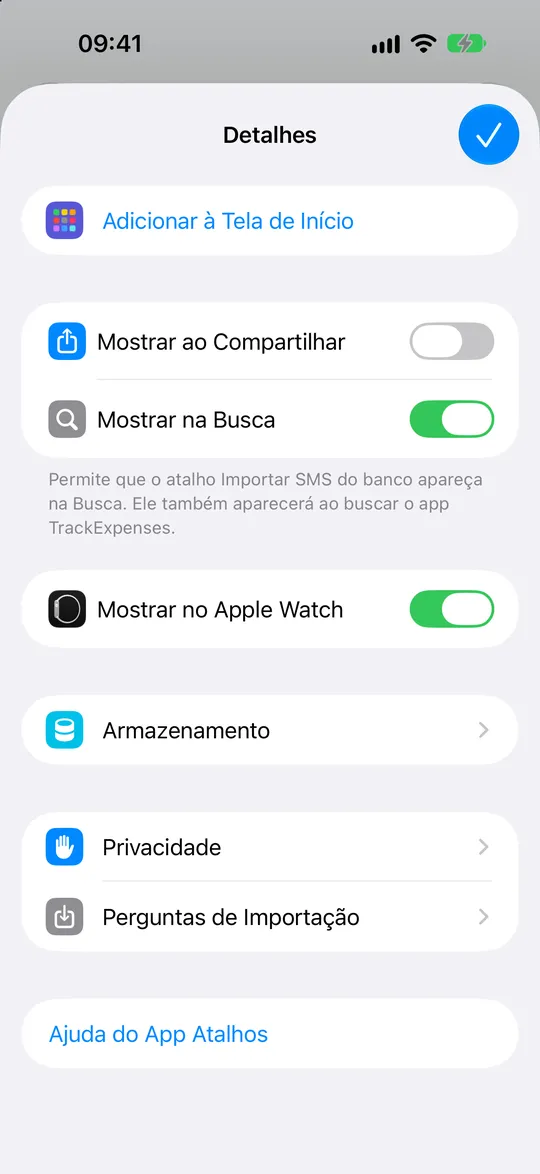 09:41
Detalhes
Adicionar à Tela de Início
Mostrar ao Compartilhar
Mostrar na Busca
Permite que o atalho Importar SMS do banco apareça
na Busca. Ele também aparecerá ao buscar o app
TrackExpenses.
Mostrar no Apple Watch
Armazenamento
Privacidade
Perguntas de Importação
Ajuda do App Atalhos